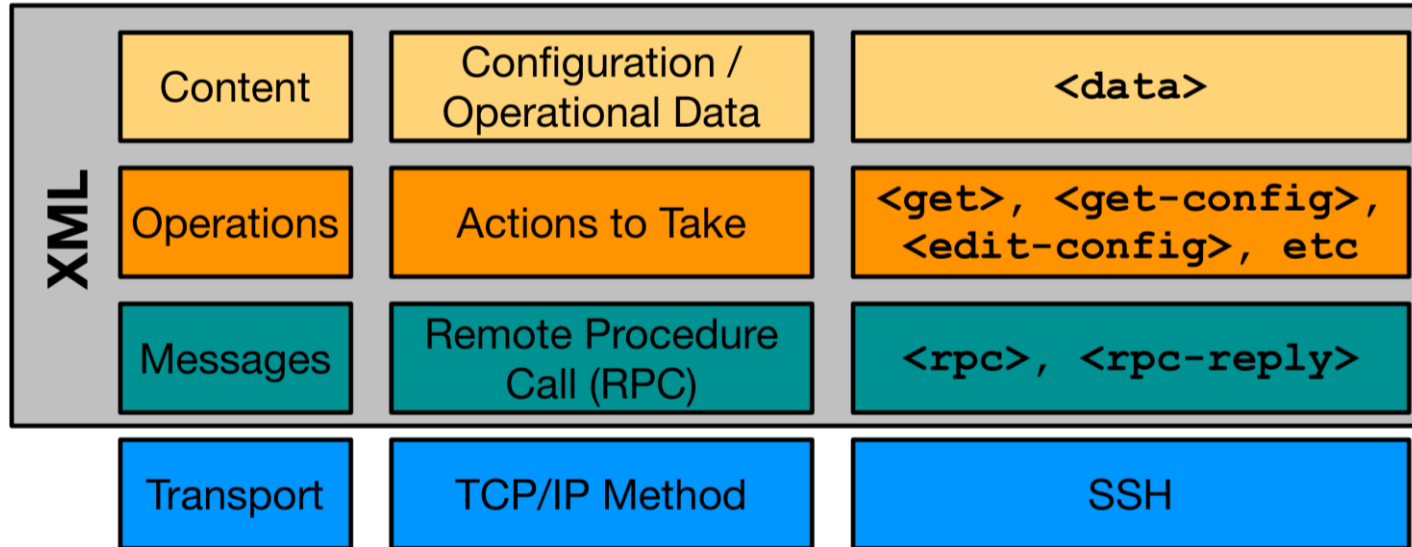 XML
Content
Configuration /
Operational Data
<data>
Operations
Actions to Take
<get>, <get-config>,
<edit-config>, etc
Messages
Remote Procedure
Call (RPC)
<rpc>, <rpc-reply>
Transport
TCP/IP Method
SSH